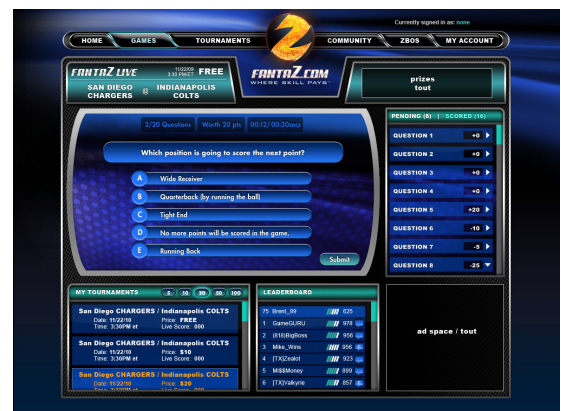 Currently signed in as: none
HOME GAMES TOURNAMENTS COMMUNITY ZBOS MY ACCOUNT
FANTAZ LIVE 11/22/09 3:30 PM/ET FREE
SAN DIEGO CHARGERS @ INDIANAPOLIS COLTS
FANTAZ.COM
WHERE SKILL PAYS
prizes
tout
2/20 Questions Worth 20 pts 00:12/ 00:30secs
Which position is going to score the next point?
A Wide Receiver
B Quarterback (by running the ball)
C Tight End
D No more points will be scored in the game.
E Running Back
Submit
PENDING (8) | SCORED (16)
QUESTION 1 +0
QUESTION 2 +0
QUESTION 3 +0
QUESTION 4 +0
QUESTION 5 +20
QUESTION 6 -10
QUESTION 7 -5
QUESTION 8 -25
MY TOURNAMENTS 5 10 20 50 100
San Diego CHARGERS / Indianapolis COLTS
Date: 11/22/10 Price: FREE
Time: 3:30PM et Live Score: 000
San Diego CHARGERS / Indianapolis COLTS
Date: 11/22/10 Price: $10
Time: 3:30PM et Live Score: 000
San Diego CHARGERS / Indianapolis COLTS
Date: 11/22/10 Price: $20
LEADERBOARD
75 Brent_89 625
1 GameGURU 978
2 (818)BigBoss 956
3 Mike_Wins 956
4 [TX]Zealot 923
5 MI$$Money 899
6 [TX]Valkyrie 857
ad space / tout